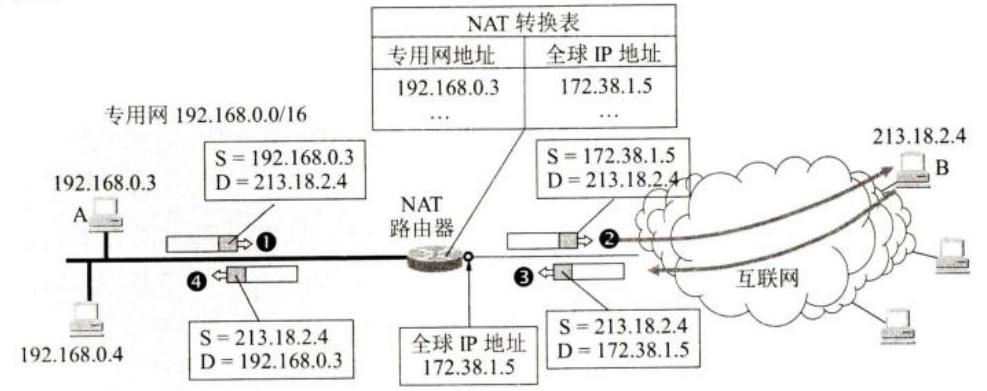 NAT 转换表
专用网地址 全球 IP 地址
192.168.0.3 172.38.1.5
… …
专用网 192.168.0.0/16
S = 192.168.0.3
D = 213.18.2.4
S = 172.38.1.5
D = 213.18.2.4
213.18.2.4
B
192.168.0.3
A
NAT
路由器
❶
❷
❹
❸
互联网
192.168.0.4
S = 213.18.2.4
D = 192.168.0.3
全球 IP 地址
172.38.1.5
S = 213.18.2.4
D = 172.38.1.5